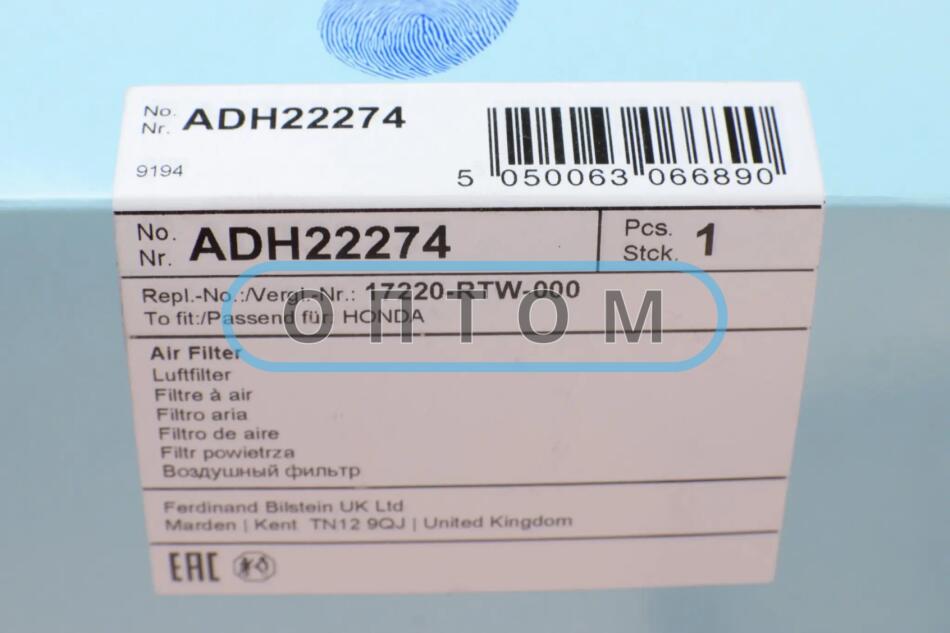 No.
Nr. ADH22274
9194
5 050063 066890
No.
Nr. ADH22274
Pcs.
Stck. 1
Repl.-No.:/Vergl.-Nr.: 17220-RTW-000
To fit:/Passend für: HONDA
ОПТОМ
Air Filter
Luftfilter
Filtre à air
Filtro aria
Filtro de aire
Filtr powietrza
Воздушный фильтр
Ferdinand Bilstein UK Ltd
Marden | Kent TN12 9QJ | United Kingdom
EAC